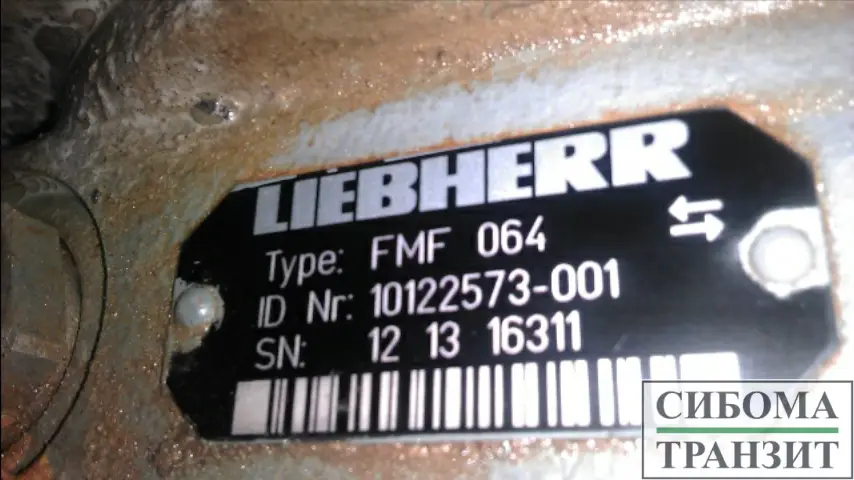 LIEBHERR
Type: FMF 064
ID Nr: 10122573-001
SN: 12 13 16311
СИБОМА
ТРАНЗИТ